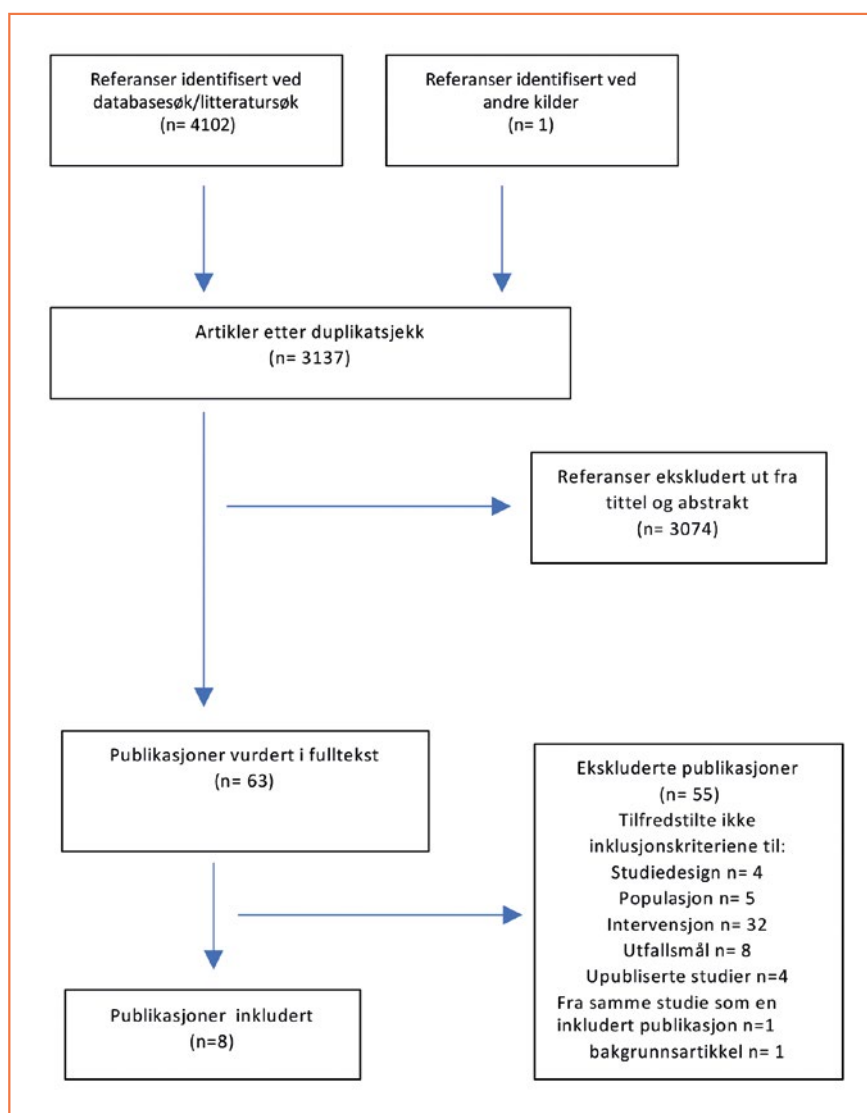 Referanser identifisert ved
databasesøk/litteratursøk
(n= 4102)
Referanser identifisert ved
andre kilder
(n= 1)
Artikler etter duplikatsjekk
(n= 3137)
Referanser ekskludert ut fra
tittel og abstrakt
(n= 3074)
Publikasjoner vurdert i fulltekst
(n= 63)
Ekskluderte publikasjoner
(n= 55)
Tilfredstilte ikke
inklusjonskriteriene til:
Studiedesign n= 4
Populasjon n= 5
Intervensjon n= 32
Utfallsmål n= 8
Upubliserte studier n=4
Fra samme studie som en
inkludert publikasjon n=1
bakgrunnsartikkel n= 1
Publikasjoner inkludert
(n=8)